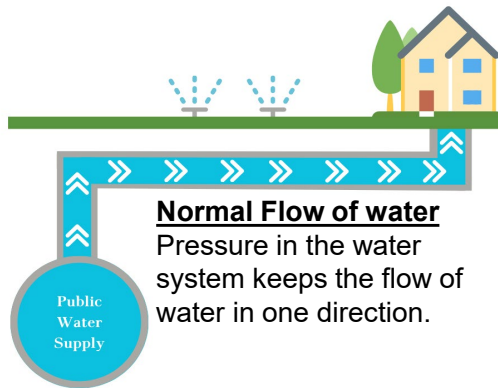 Normal Flow of water
Pressure in the water
system keeps the flow of
water in one direction.
Public
Water
Supply